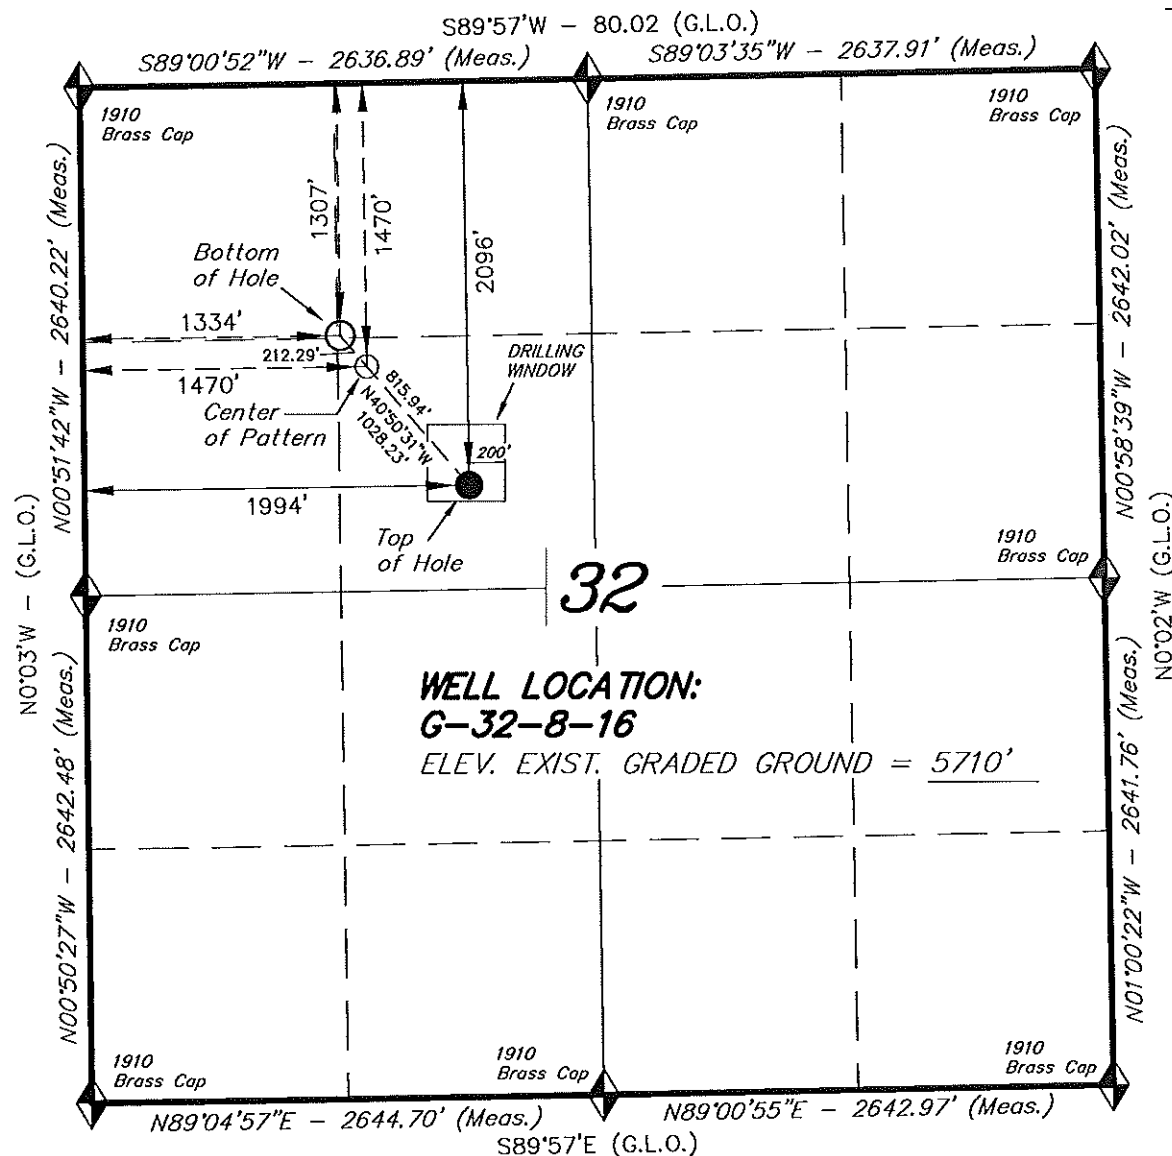 S89°57'W – 80.02 (G.L.O.)
S89°00'52"W – 2636.89' (Meas.)
S89°03'35"W – 2637.91' (Meas.)
1910
Brass Cap
1910
Brass Cap
1910
Brass Cap
N00°51'42"W – 2640.22' (Meas.)
1307'
1470'
2096'
N00°58'39"W – 2642.02' (Meas.)
Bottom
of Hole
1334'
212.29'
1470'
DRILLING
WINDOW
Center
of Pattern
815.94'
N40°50'31"W
1028.23'
200'
1994'
Top
of Hole
N0°03'W – (G.L.O.)
N0°02'W (G.L.O.)
1910
Brass Cap
32
1910
Brass Cap
WELL LOCATION:
G–32–8–16
ELEV. EXIST. GRADED GROUND = 5710'
N00°50'27"W – 2642.48' (Meas.)
N01°00'22"W – 2641.76' (Meas.)
1910
Brass Cap
1910
Brass Cap
1910
Brass Cap
N89°04'57"E – 2644.70' (Meas.)
N89°00'55"E – 2642.97' (Meas.)
S89°57'E (G.L.O.)